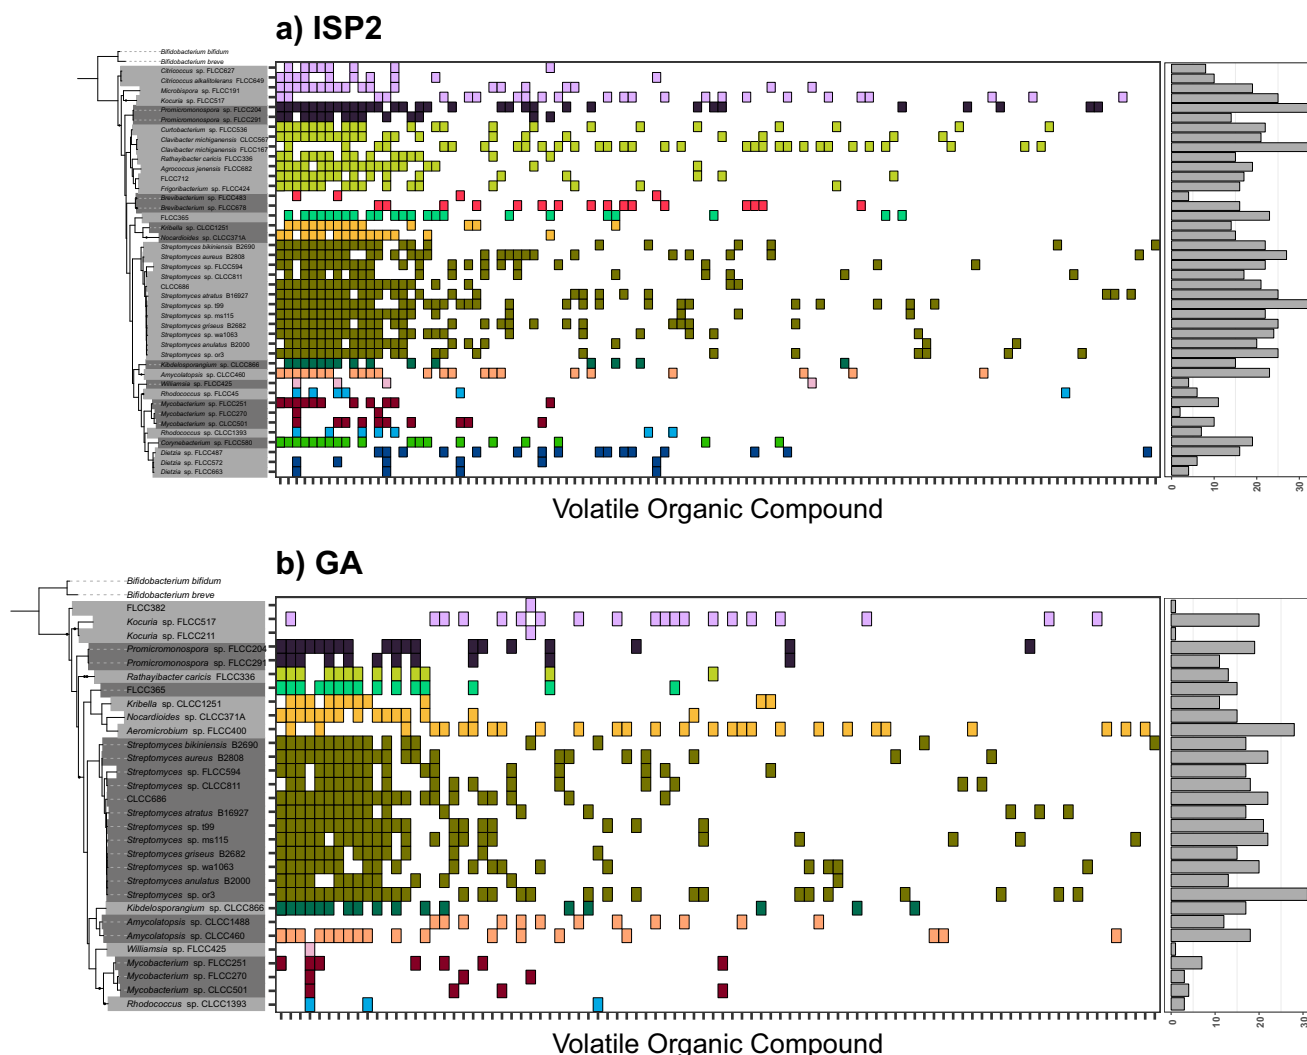 a) ISP2
Bifidobacterium bifidum
Bifidobacterium breve
Citricoccus sp. FLCC627
Citricoccus alkalitolerans FLCC649
Microbispora sp. FLCC191
Kocuria sp. FLCC517
Promicromonospora sp. FLCC204
Promicromonospora sp. FLCC291
Curtobacterium sp. FLCC536
Clavibacter michiganensis CLCC567
Clavibacter michiganensis FLCC167
Rathayibacter caricis FLCC336
Agrococcus jenensis FLCC682
FLCC712
Frigoribacterium sp. FLCC424
Brevibacterium sp. FLCC483
Brevibacterium sp. FLCC678
FLCC365
Kribella sp. CLCC1251
Nocardioides sp. CLCC371A
Streptomyces bikiniensis B2690
Streptomyces aureus B2808
Streptomyces sp. FLCC594
Streptomyces sp. CLCC811
CLCC686
Streptomyces atratus B16927
Streptomyces sp. t99
Streptomyces sp. ms115
Streptomyces griseus B2682
Streptomyces sp. wa1063
Streptomyces anulatus B2000
Streptomyces sp. or3
Kibdelosporangium sp. CLCC866
Amycolatopsis sp. CLCC460
Williamsia sp. FLCC425
Rhodococcus sp. FLCC45
Mycobacterium sp. FLCC251
Mycobacterium sp. FLCC270
Mycobacterium sp. CLCC501
Rhodococcus sp. CLCC1393
Corynebacterium sp. FLCC580
Dietzia sp. FLCC487
Dietzia sp. FLCC572
Dietzia sp. FLCC663
0 10 20 30
Volatile Organic Compound
b) GA
Bifidobacterium bifidum
Bifidobacterium breve
FLCC382
Kocuria sp. FLCC517
Kocuria sp. FLCC211
Promicromonospora sp. FLCC204
Promicromonospora sp. FLCC291
Rathayibacter caricis FLCC336
FLCC365
Kribella sp. CLCC1251
Nocardioides sp. CLCC371A
Aeromicrobium sp. FLCC400
Streptomyces bikiniensis B2690
Streptomyces aureus B2808
Streptomyces sp. FLCC594
Streptomyces sp. CLCC811
CLCC686
Streptomyces atratus B16927
Streptomyces sp. t99
Streptomyces sp. ms115
Streptomyces griseus B2682
Streptomyces sp. wa1063
Streptomyces anulatus B2000
Streptomyces sp. or3
Kibdelosporangium sp. CLCC866
Amycolatopsis sp. CLCC1488
Amycolatopsis sp. CLCC460
Williamsia sp. FLCC425
Mycobacterium sp. FLCC251
Mycobacterium sp. FLCC270
Mycobacterium sp. CLCC501
Rhodococcus sp. CLCC1393
0 10 20 30
Volatile Organic Compound